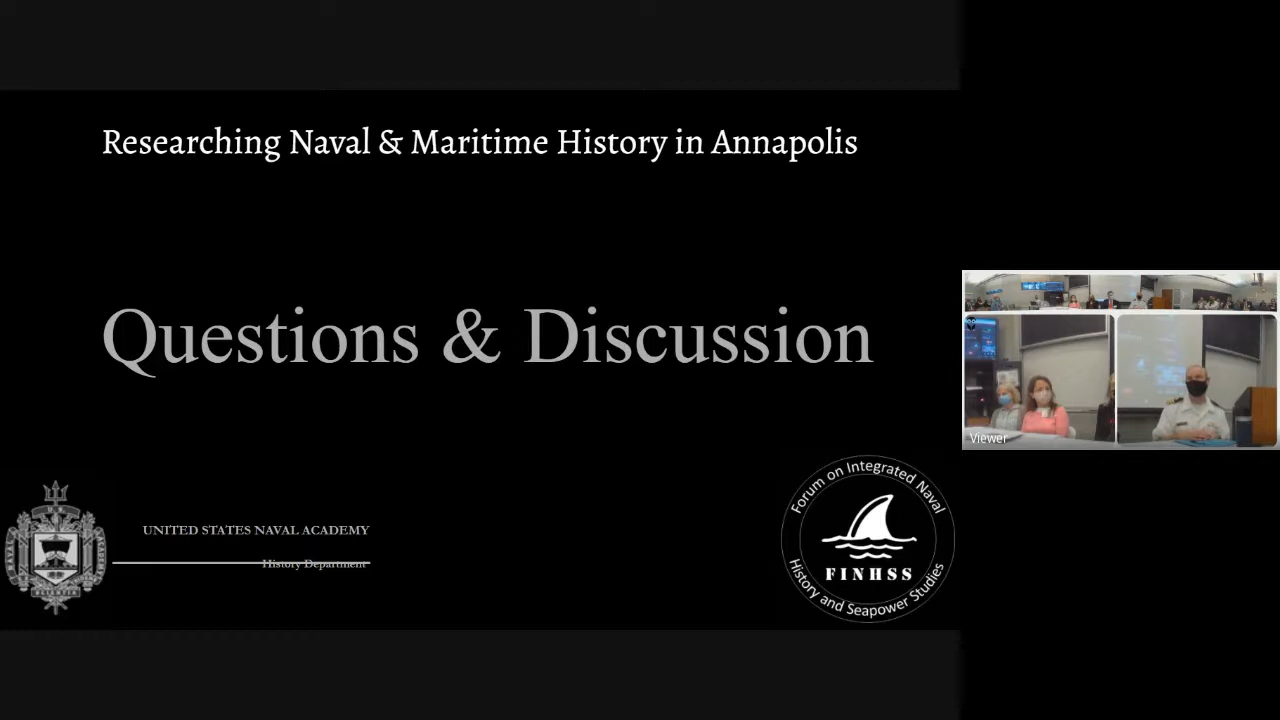 Researching Naval & Maritime History in Annapolis
Questions & Discussion
UNITED STATES NAVAL ACADEMY
History Department
Forum on Integrated Naval
FINHSS
History and Seapower Studies
Viewer